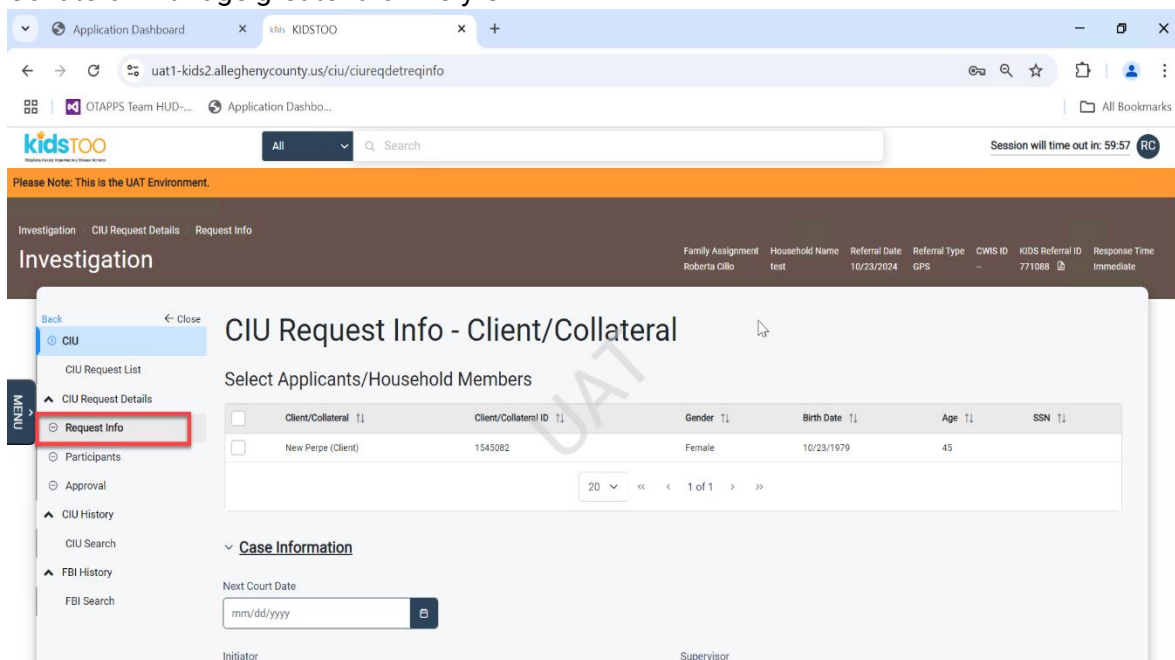 Application Dashboard
kids KIDSTOO
uat1-kids2.alleghenycounty.us/ciu/ciureqdetreqinfo
OTAPPS Team HUD-...
Application Dashbo...
All Bookmarks
kidsTOO
All
Search
Session will time out in: 59:57
RC
Please Note: This is the UAT Environment.
Investigation / CIU Request Details / Request Info
Investigation
Family Assignment Household Name Referral Date Referral Type CWIS ID KIDS Referral ID Response Time
Roberta Cillo test 10/23/2024 GPS – 771088 Immediate
Back
← Close
CIU
CIU Request List
CIU Request Details
Request Info
Participants
Approval
CIU History
CIU Search
FBI History
FBI Search
MENU
CIU Request Info - Client/Collateral
Select Applicants/Household Members
Client/Collateral Client/Collateral ID Gender Birth Date Age SSN
New Perpe (Client) 1545082 Female 10/23/1979 45
20 « < 1 of 1 > »
UAT
Case Information
Next Court Date
mm/dd/yyyy
Initiator Supervisor